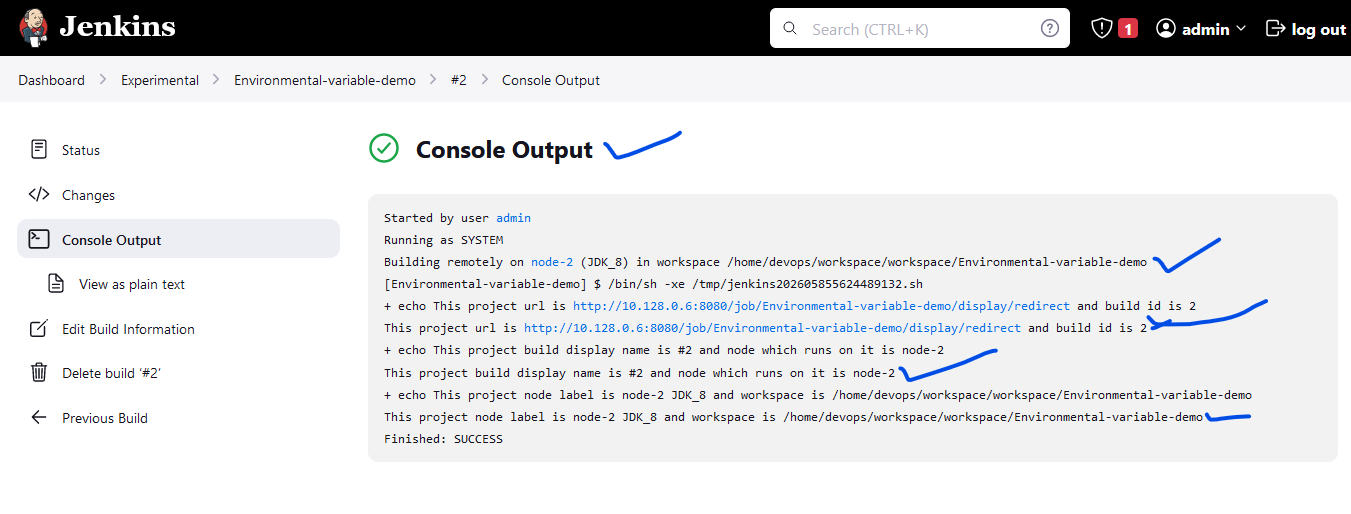 Jenkins
Search (CTRL+K)
1
admin
log out
Dashboard > Experimental > Environmental-variable-demo > #2 > Console Output
Status
Changes
Console Output
View as plain text
Edit Build Information
Delete build ‘#2’
Previous Build
Console Output
Started by user admin
Running as SYSTEM
Building remotely on node-2 (JDK_8) in workspace /home/devops/workspace/workspace/Environmental-variable-demo
[Environmental-variable-demo] $ /bin/sh -xe /tmp/jenkins202605855624489132.sh
+ echo This project url is http://10.128.0.6:8080/job/Environmental-variable-demo/display/redirect and build id is 2
This project url is http://10.128.0.6:8080/job/Environmental-variable-demo/display/redirect and build id is 2
+ echo This project build display name is #2 and node which runs on it is node-2
This project build display name is #2 and node which runs on it is node-2
+ echo This project node label is node-2 JDK_8 and workspace is /home/devops/workspace/workspace/Environmental-variable-demo
This project node label is node-2 JDK_8 and workspace is /home/devops/workspace/workspace/Environmental-variable-demo
Finished: SUCCESS